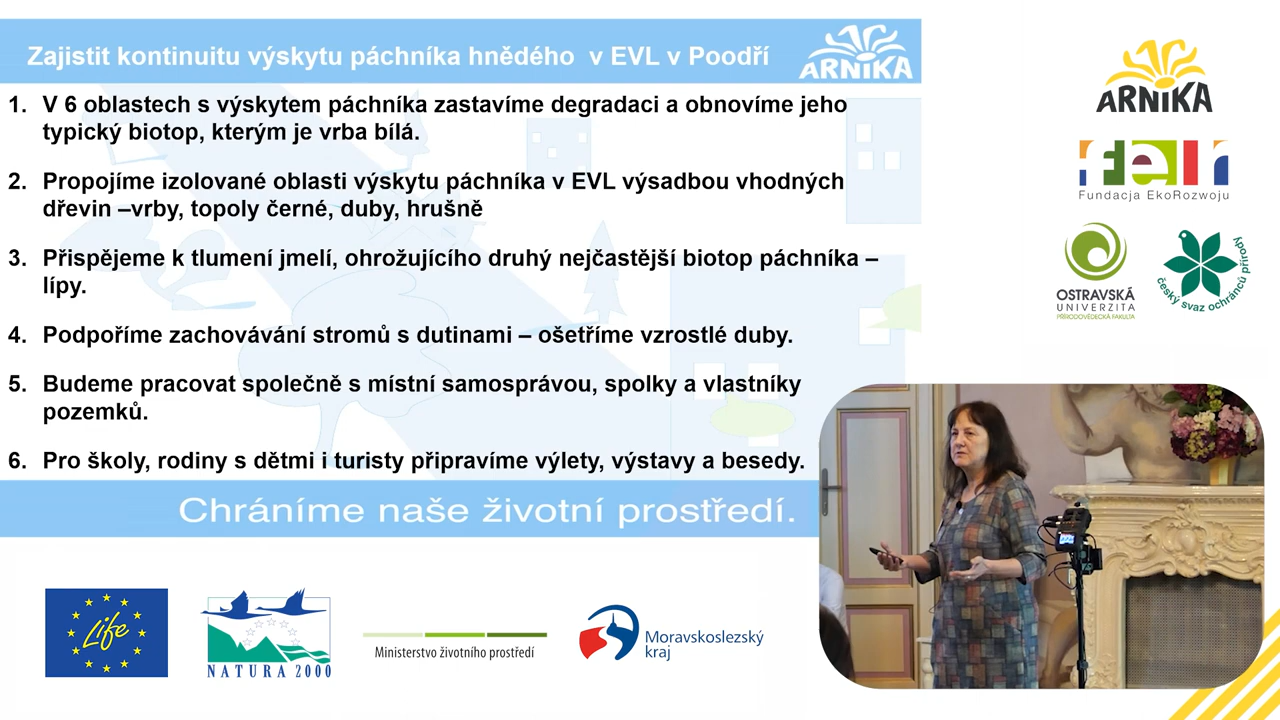 Zajistit kontinuitu výskytu páchníka hnědého v EVL v Poodří
ARNIKA
1. V 6 oblastech s výskytem páchníka zastavíme degradaci a obnovíme jeho
typický biotop, kterým je vrba bílá.
2. Propojíme izolované oblasti výskytu páchníka v EVL výsadbou vhodných
dřevin –vrby, topoly černé, duby, hrušně
3. Přispějeme k tlumení jmelí, ohrožujícího druhý nejčastější biotop páchníka –
lípy.
4. Podpoříme zachovávání stromů s dutinami – ošetříme vzrostlé duby.
5. Budeme pracovat společně s místní samosprávou, spolky a vlastníky
pozemků.
6. Pro školy, rodiny s dětmi i turisty připravíme výlety, výstavy a besedy.
Chráníme naše životní prostředí.
ARNIKA
feri
Fundacja EkoRozwoju
OSTRAVSKÁ
UNIVERZITA
PŘÍRODOVĚDECKÁ FAKULTA
český svaz ochránců přírody
Life
NATURA 2000
Ministerstvo životního prostředí
Moravskoslezský
kraj